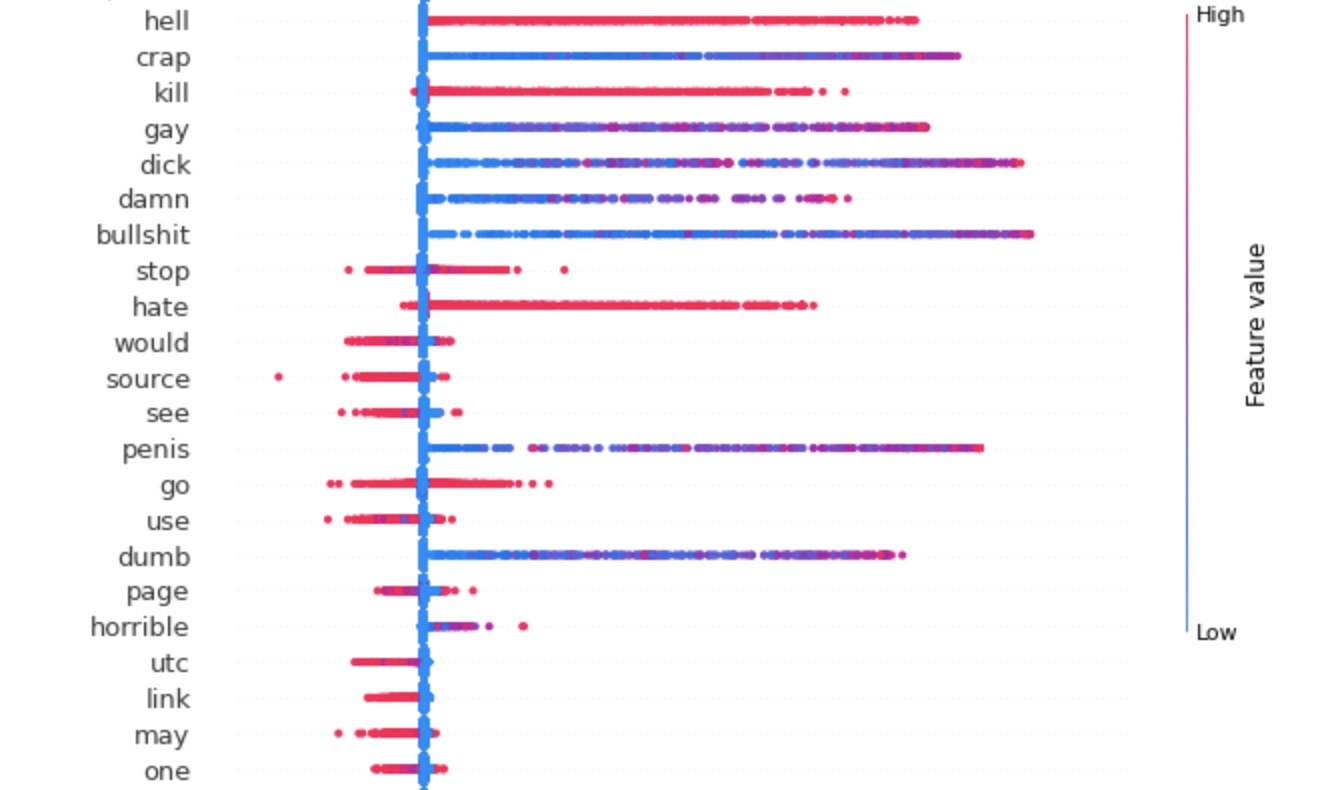 hell
High
crap
kill
gay
dick
damn
bullshit
stop
hate
would
source
see
penis
go
use
dumb
page
horrible
utc
link
may
one
Feature value
Low